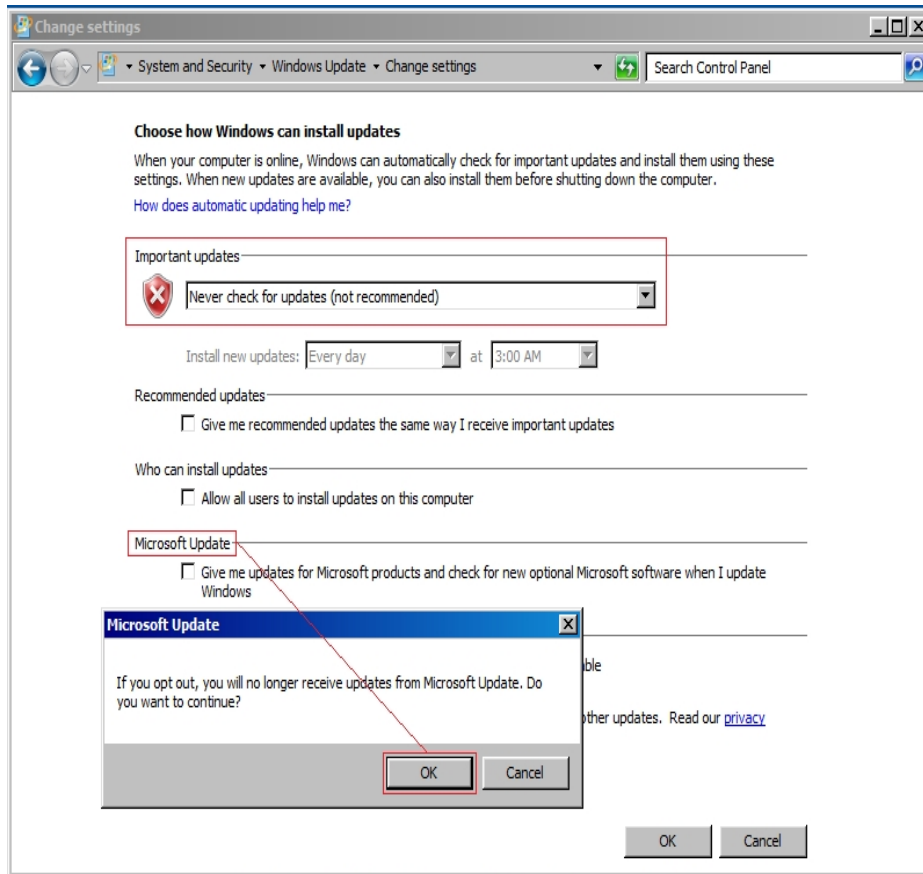 Change settings
System and Security Windows Update Change settings
Search Control Panel
Choose how Windows can install updates
When your computer is online, Windows can automatically check for important updates and install them using these
settings. When new updates are available, you can also install them before shutting down the computer.
How does automatic updating help me?
Important updates
Never check for updates (not recommended)
Install new updates: Every day at 3:00 AM
Recommended updates
Give me recommended updates the same way I receive important updates
Who can install updates
Allow all users to install updates on this computer
Microsoft Update
Give me updates for Microsoft products and check for new optional Microsoft software when I update
Windows
Microsoft Update
If you opt out, you will no longer receive updates from Microsoft Update. Do
you want to continue?
OK Cancel
other updates. Read our privacy
OK Cancel